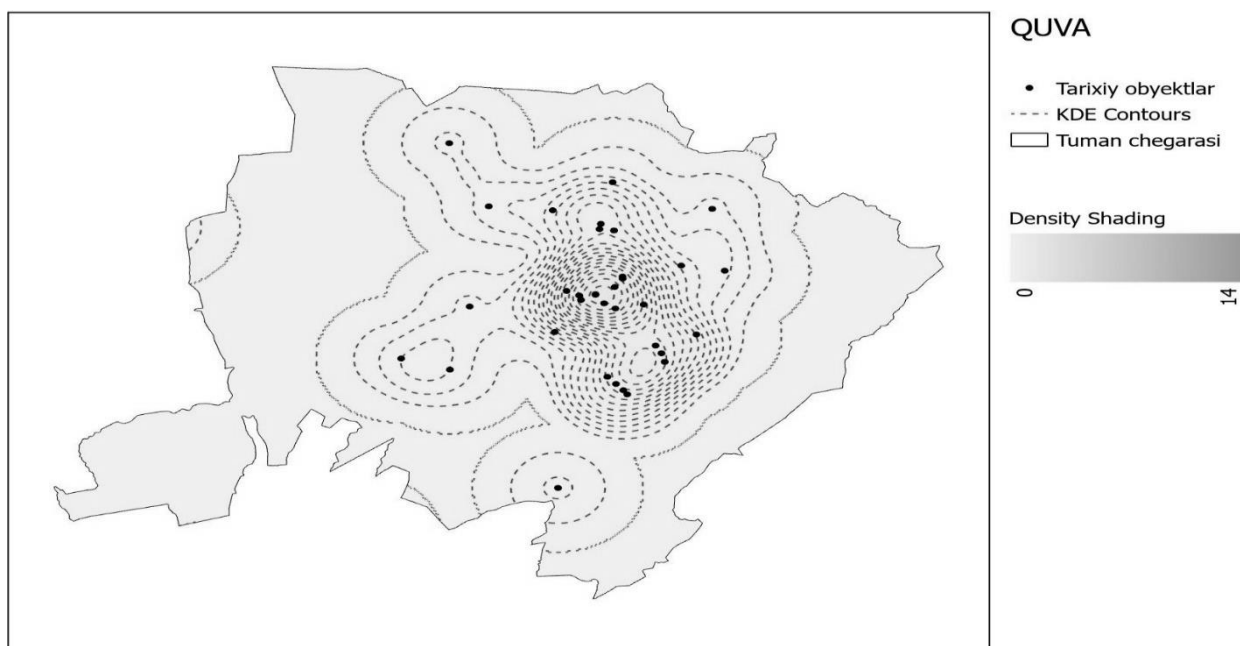 QUVA
Tarixiy obyektlar
KDE Contours
Tuman chegarasi
Density Shading
0
14